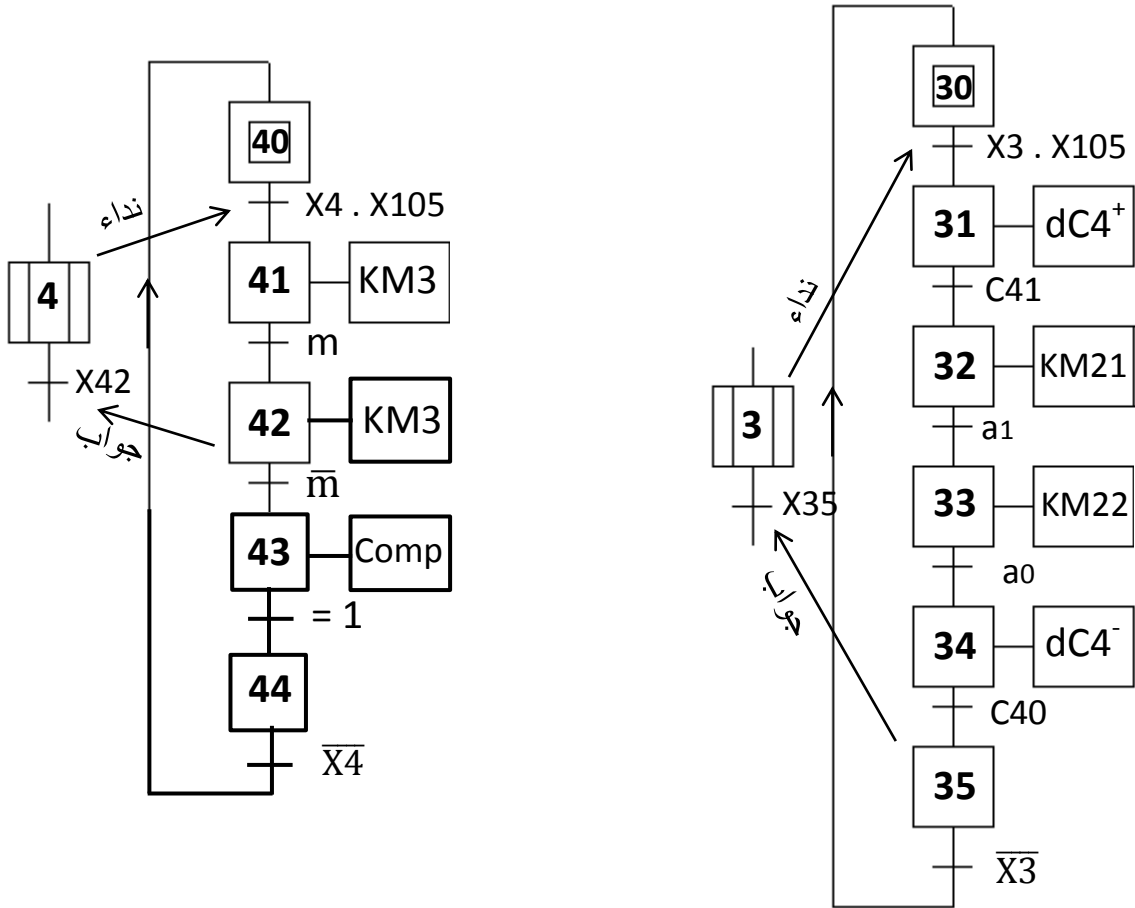 40
X4 . X105
نداء
41 KM3
4
m
X42
42 KM3
جواب
m̅
43 Comp
= 1
44
X̅4̅
30
X3 . X105
31 dC4⁺
نداء
C41
32 KM21
3
a1
X35
33 KM22
جواب
a0
34 dC4⁻
C40
35
X̅3̅